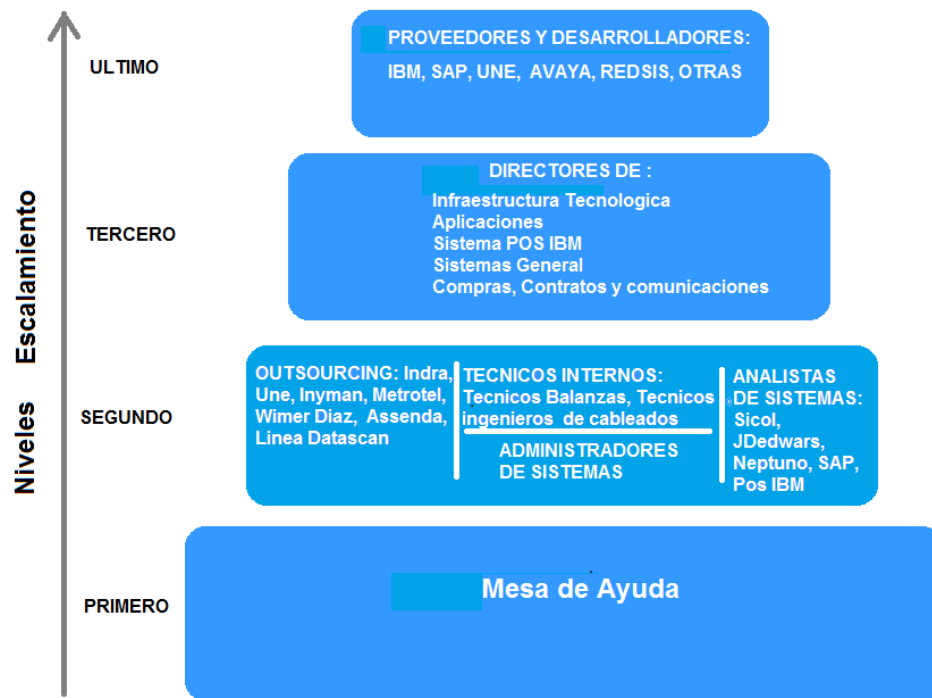 ULTIMO
PROVEEDORES Y DESARROLLADORES:
IBM, SAP, UNE, AVAYA, REDSIS, OTRAS
TERCERO
DIRECTORES DE :
Infraestructura Tecnologica
Aplicaciones
Sistema POS IBM
Sistemas General
Compras, Contratos y comunicaciones
Niveles Escalamiento
SEGUNDO
OUTSOURCING: Indra,
Une, Inyman, Metrotel,
Wimer Diaz, Assenda,
Linea Datascan
TECNICOS INTERNOS:
Tecnicos Balanzas, Tecnicos
ingenieros de cableados
ADMINISTRADORES
DE SISTEMAS
ANALISTAS
DE SISTEMAS:
Sicol,
JDedwars,
Neptuno, SAP,
Pos IBM
PRIMERO
Mesa de Ayuda